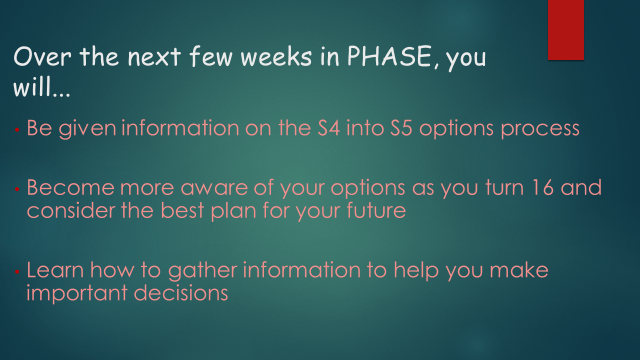 Over the next few weeks in PHASE, you
will...
Be given information on the S4 into S5 options process
Become more aware of your options as you turn 16 and
consider the best plan for your future
Learn how to gather information to help you make
important decisions